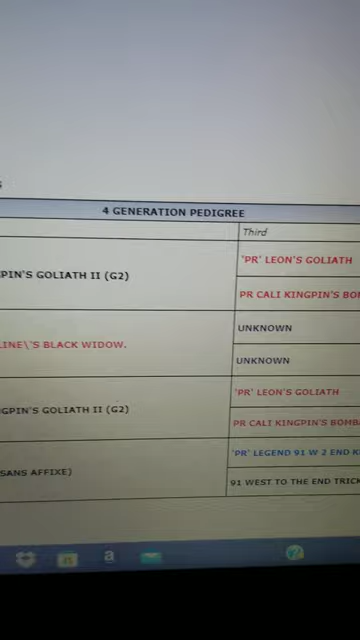 S
4 GENERATION PEDIGREE
Third
'PR' LEON'S GOLIATH
PIN'S GOLIATH II (G2)
PR CALI KINGPIN'S BO
UNKNOWN
LINE\'S BLACK WIDOW.
UNKNOWN
'PR' LEON'S GOLIATH
GPIN'S GOLIATH II (G2)
PR CALI KINGPIN'S BOMB
'PR' LEGEND 91 W 2 END K
SANS AFFIXE)
91 WEST TO THE END TRICK
a